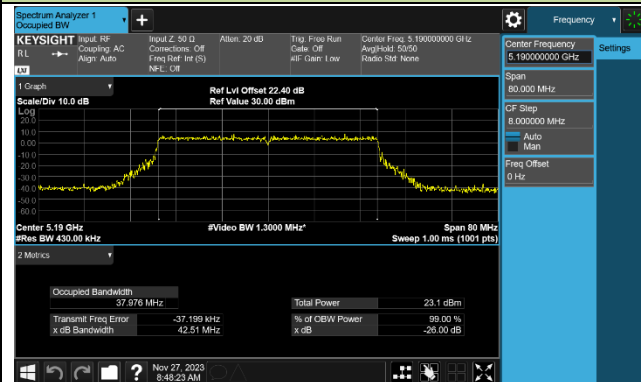 Spectrum Analyzer 1
Occupied BW
Frequency
KEYSIGHT
Input: RF
Coupling: AC
Align: Auto
Input Z: 50 Ω
Corrections: Off
Freq Ref: Int (S)
NFE: Off
Atten: 20 dB
Trig: Free Run
Gate: Off
#IF Gain: Low
Center Freq: 5.190000000 GHz
Avg|Hold: 50/50
Radio Std: None
RL
LXI
Center Frequency
5.190000000 GHz
Settings
Span
80.000 MHz
CF Step
8.000000 MHz
Auto
Man
Freq Offset
0 Hz
1 Graph
Scale/Div 10.0 dB
Ref Lvl Offset 22.40 dB
Ref Value 30.00 dBm
Log
20.0
10.0
0.00
-10.0
-20.0
-30.0
-40.0
-50.0
-60.0
Center 5.19 GHz
#Video BW 1.3000 MHz*
Span 80 MHz
#Res BW 430.00 kHz
Sweep 1.00 ms (1001 pts)
2 Metrics
Occupied Bandwidth
37.976 MHz
Total Power
23.1 dBm
Transmit Freq Error
-37.199 kHz
% of OBW Power
99.00 %
x dB Bandwidth
42.51 MHz
x dB
-26.00 dB
Nov 27, 2023
8:48:23 AM